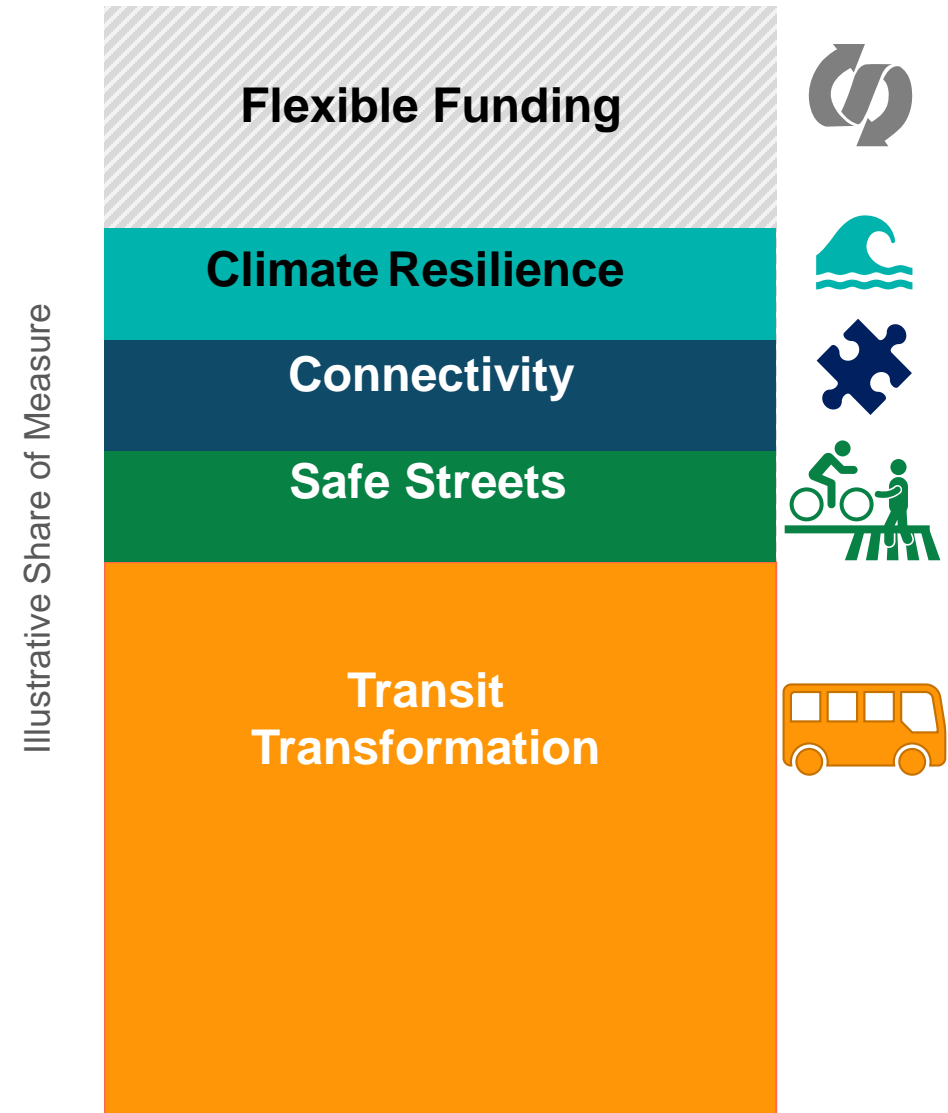 Illustrative Share of Measure
Flexible Funding
Climate Resilience
Connectivity
Safe Streets
Transit
Transformation